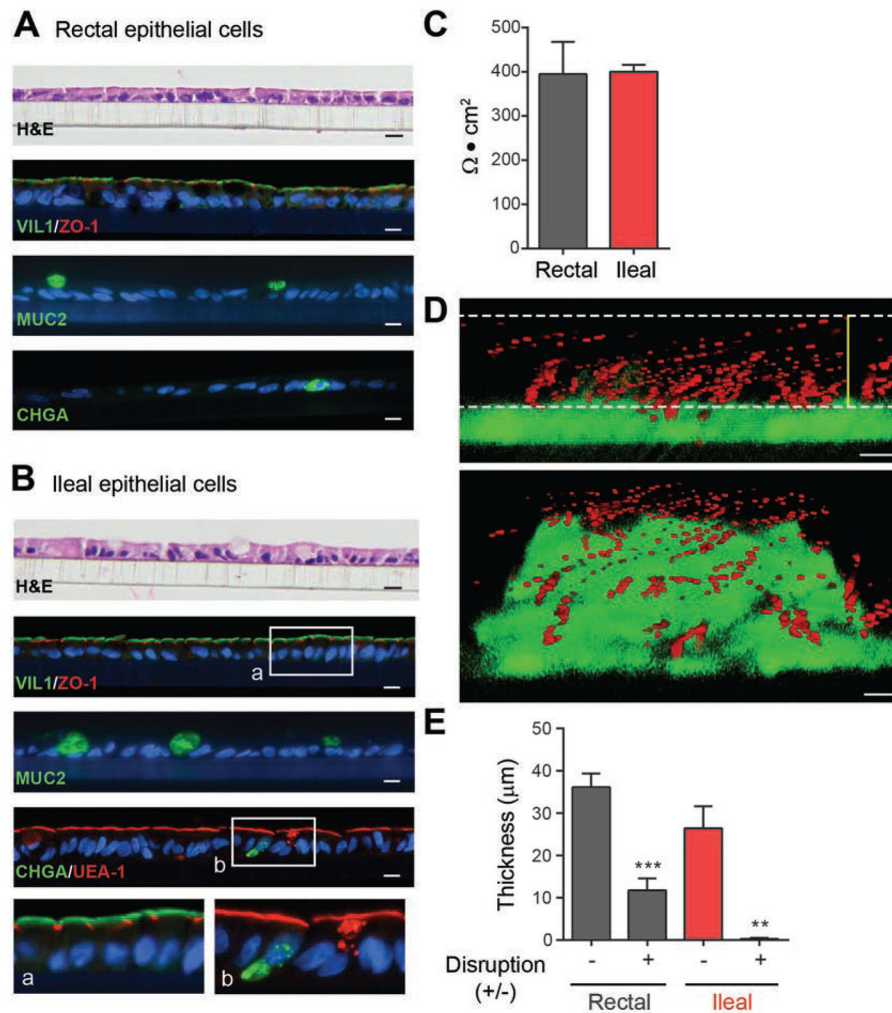 A Rectal epithelial cells
H&E
VIL1/ZO-1
MUC2
CHGA
B Ileal epithelial cells
H&E
VIL1/ZO-1
a
MUC2
CHGA/UEA-1
b
a
b
C
Ω • cm²
500
400
300
200
100
0
Rectal Ileal
D
E
Thickness (μm)
50
40
30
20
10
0
***
**
Disruption
(+/-)
- + - +
Rectal Ileal